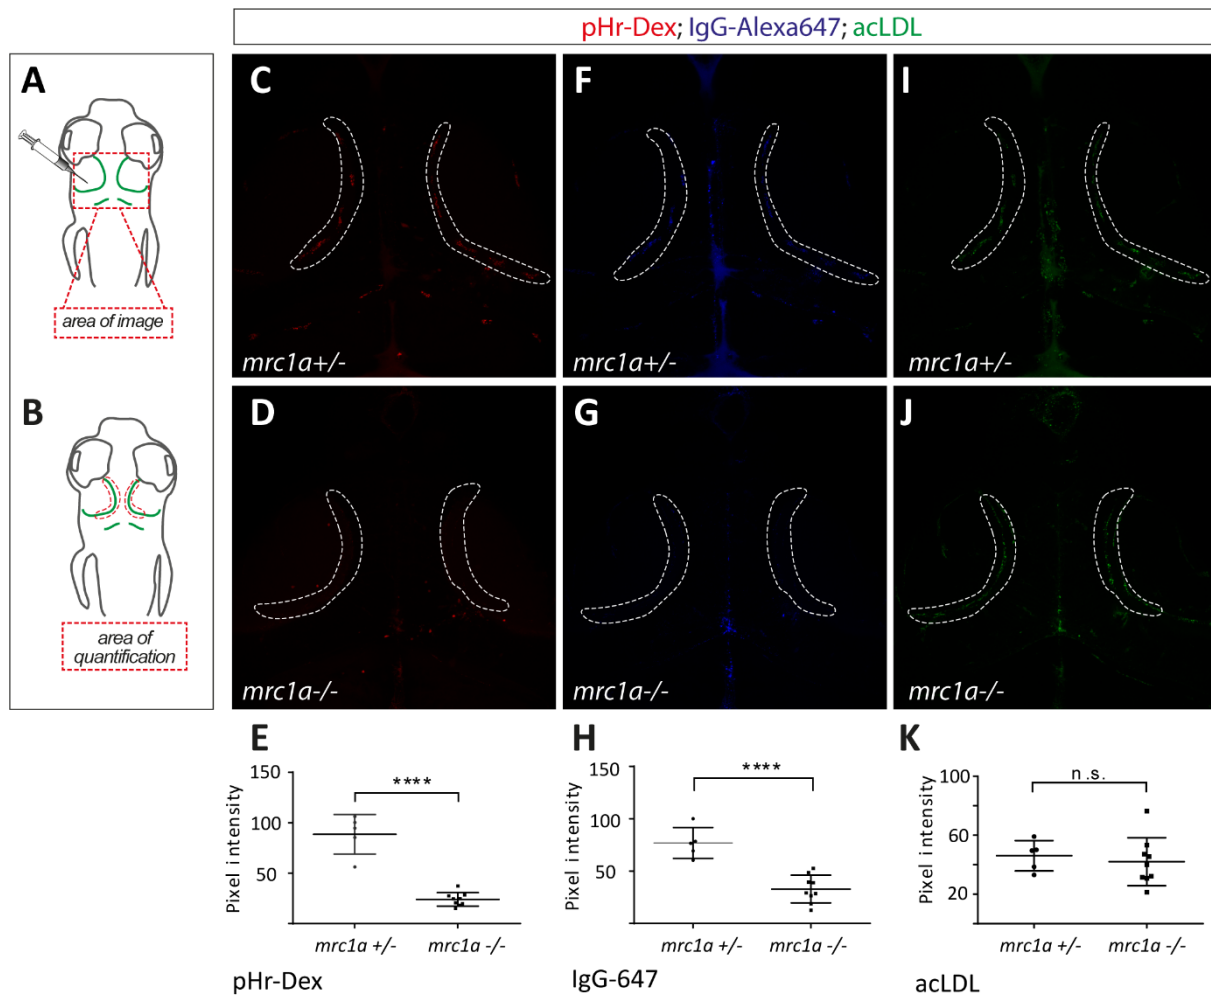 pHr-Dex; IgG-Alexa647; acLDL
A
area of image
B
area of
quantification
C
mrc1a+/-
F
mrc1a+/-
I
mrc1a+/-
D
mrc1a-/-
G
mrc1a-/-
J
mrc1a-/-
E
Pixel intensity
150
100
50
****
mrc1a +/-
mrc1a -/-
pHr-Dex
H
Pixel intensity
150
100
50
****
mrc1a +/-
mrc1a -/-
IgG-647
K
Pixel intensity
100
60
20
n.s.
mrc1a +/-
mrc1a -/-
acLDL